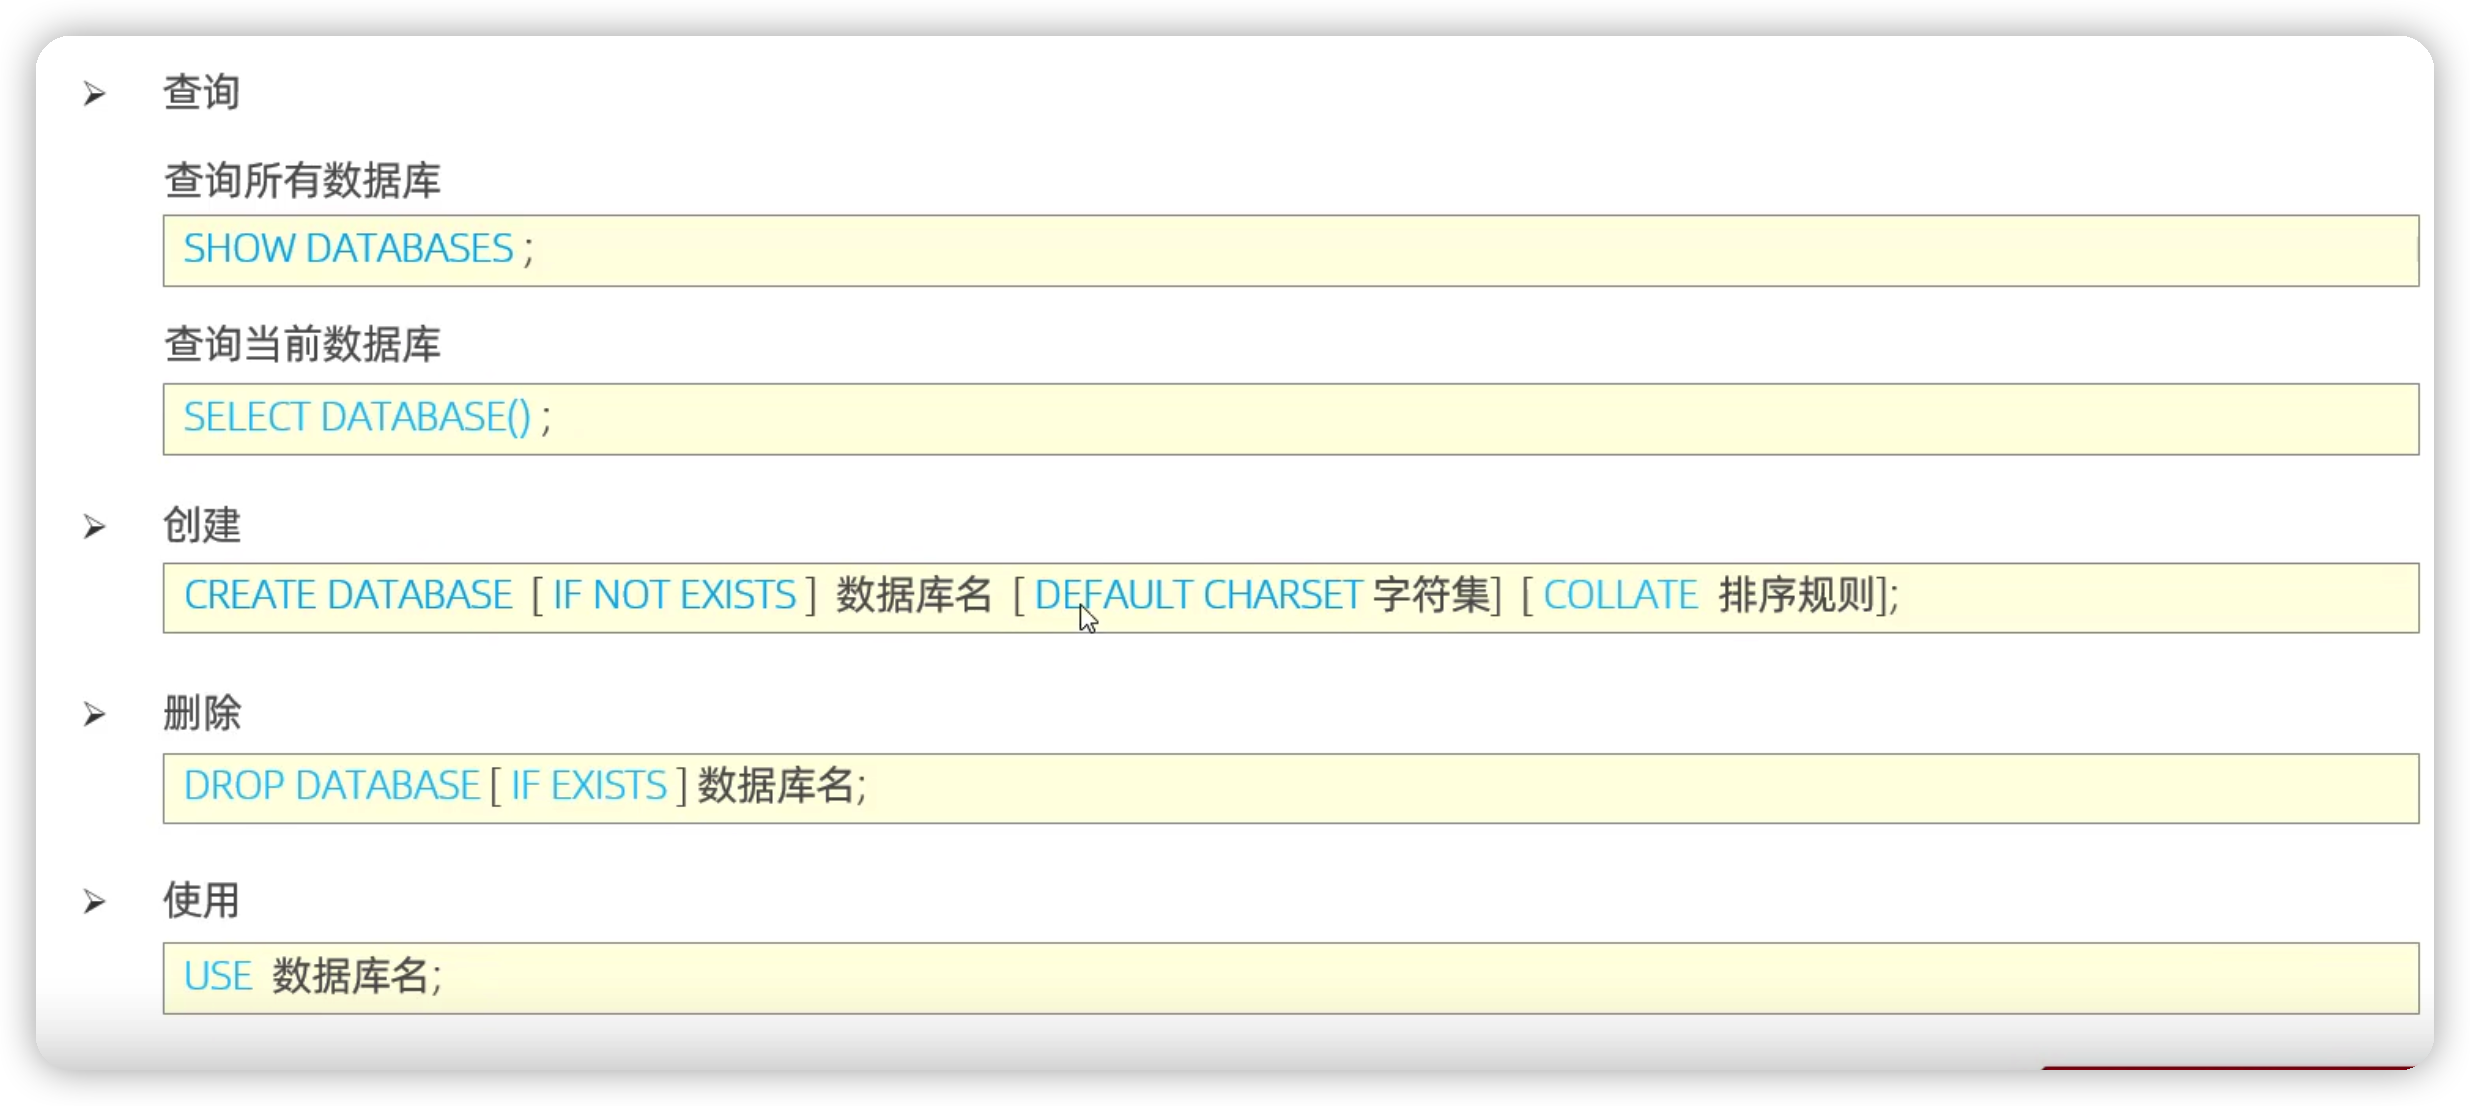 查询
查询所有数据库
SHOW DATABASES ;
查询当前数据库
SELECT DATABASE() ;
创建
CREATE DATABASE [ IF NOT EXISTS ] 数据库名 [ DEFAULT CHARSET 字符集] [ COLLATE 排序规则];
删除
DROP DATABASE [ IF EXISTS ] 数据库名;
使用
USE 数据库名;